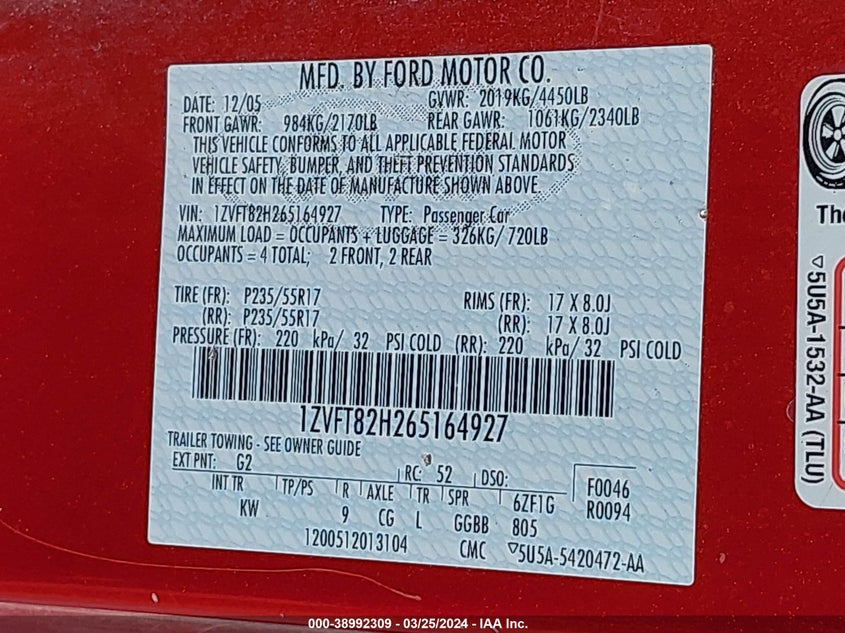 MFD. BY FORD MOTOR CO.
DATE: 12/05 GVWR: 2019KG/4450LB
FRONT GAWR: 984KG/2170LB REAR GAWR: 1061KG/2340LB
THIS VEHICLE CONFORMS TO ALL APPLICABLE FEDERAL MOTOR
VEHICLE SAFETY, BUMPER, AND THEFT PREVENTION STANDARDS
IN EFFECT ON THE DATE OF MANUFACTURE SHOWN ABOVE.
VIN: 1ZVFT82H265164927 TYPE: Passenger Car
MAXIMUM LOAD = OCCUPANTS + LUGGAGE = 326KG/720LB
OCCUPANTS = 4 TOTAL; 2 FRONT, 2 REAR
TIRE (FR): P235/55R17 RIMS (FR): 17 X 8.0J
(RR): P235/55R17 (RR): 17 X 8.0J
PRESSURE (FR): 220 kPa/ 32 PSI COLD (RR): 220 kPa/ 32 PSI COLD
1ZVFT82H265164927
TRAILER TOWING - SEE OWNER GUIDE
EXT PNT: G2 RC: 52 DSO: F0046
INT TR TP/PS R AXLE TR SPR 6ZF1G R0094
KW 9 CG L GGBB 805
1200512013104 CMC ▽5U5A-5420472-AA
The
▽5U5A-1532-AA (TLU)
000-38992309 - 03/25/2024 - IAA Inc.